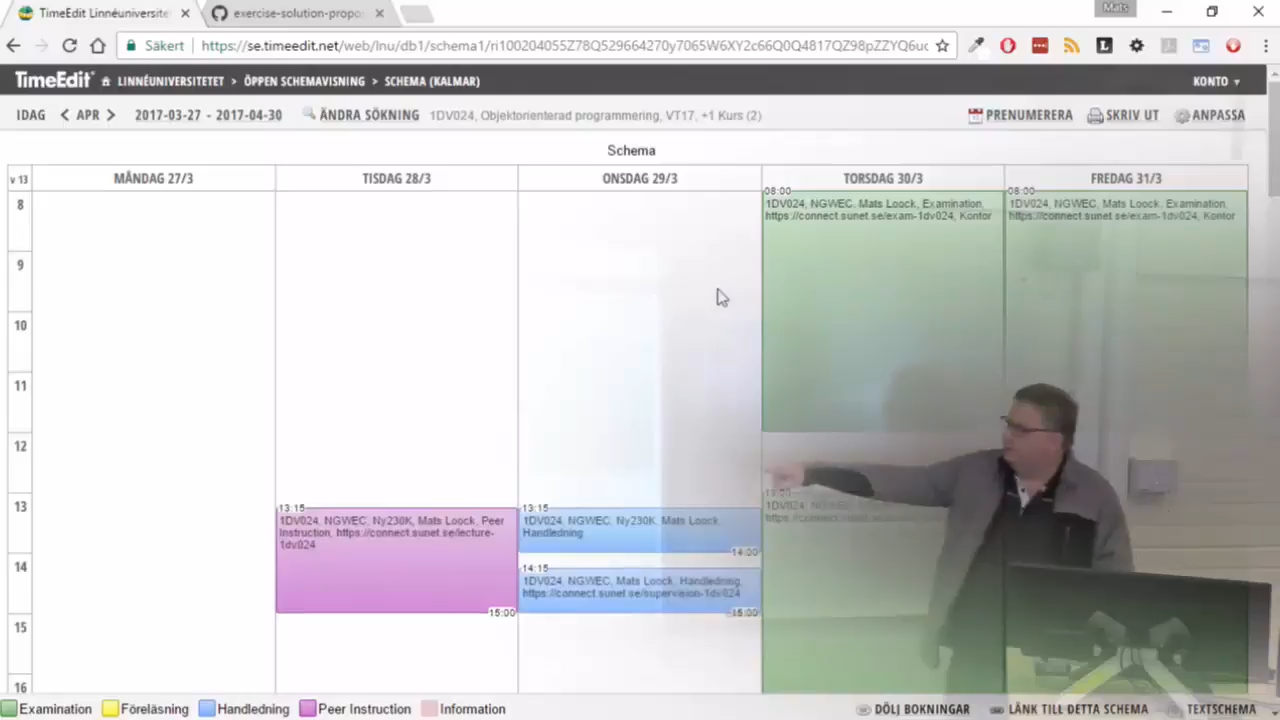 TimeEdit Linnéuniversite
exercise-solution-propo
Mats
Säkert
https://se.timeedit.net/web/lnu/db1/schema1/ri100204055Z78Q529664270y7065W6XY2c66Q0Q4817QZ98pZZYQ6uc
TimeEdit LINNÉUNIVERSITETET > ÖPPEN SCHEMAVISNING > SCHEMA (KALMAR)
KONTO
IDAG < APR > 2017-03-27 - 2017-04-30 ÄNDRA SÖKNING 1DV024, Objektorienterad programmering, VT17, +1 Kurs (2)
PRENUMERERA SKRIV UT ANPASSA
Schema
v 13 MÅNDAG 27/3 TISDAG 28/3 ONSDAG 29/3 TORSDAG 30/3 FREDAG 31/3
8
08:00
1DV024, NGWEC, Mats Loock, Examination,
https://connect.sunet.se/exam-1dv024, Kontor
08:00
1DV024, NGWEC, Mats Loock, Examination,
https://connect.sunet.se/exam-1dv024, Kontor
9
10
11
12
13
13:15
1DV024, NGWEC, Ny230K, Mats Loock, Peer
Instruction, https://connect.sunet.se/lecture-
1dv024
15:00
13:15
1DV024, NGWEC, Ny230K, Mats Loock,
Handledning
14:00
14:15
1DV024, NGWEC, Mats Loock, Handledning,
https://connect.sunet.se/supervision-1dv024
15:00
13:00
1DV024, NGWEC,
14
15
16
Examination Föreläsning Handledning Peer Instruction Information
DÖLJ BOKNINGAR LÄNK TILL DETTA SCHEMA TEXTSCHEMA